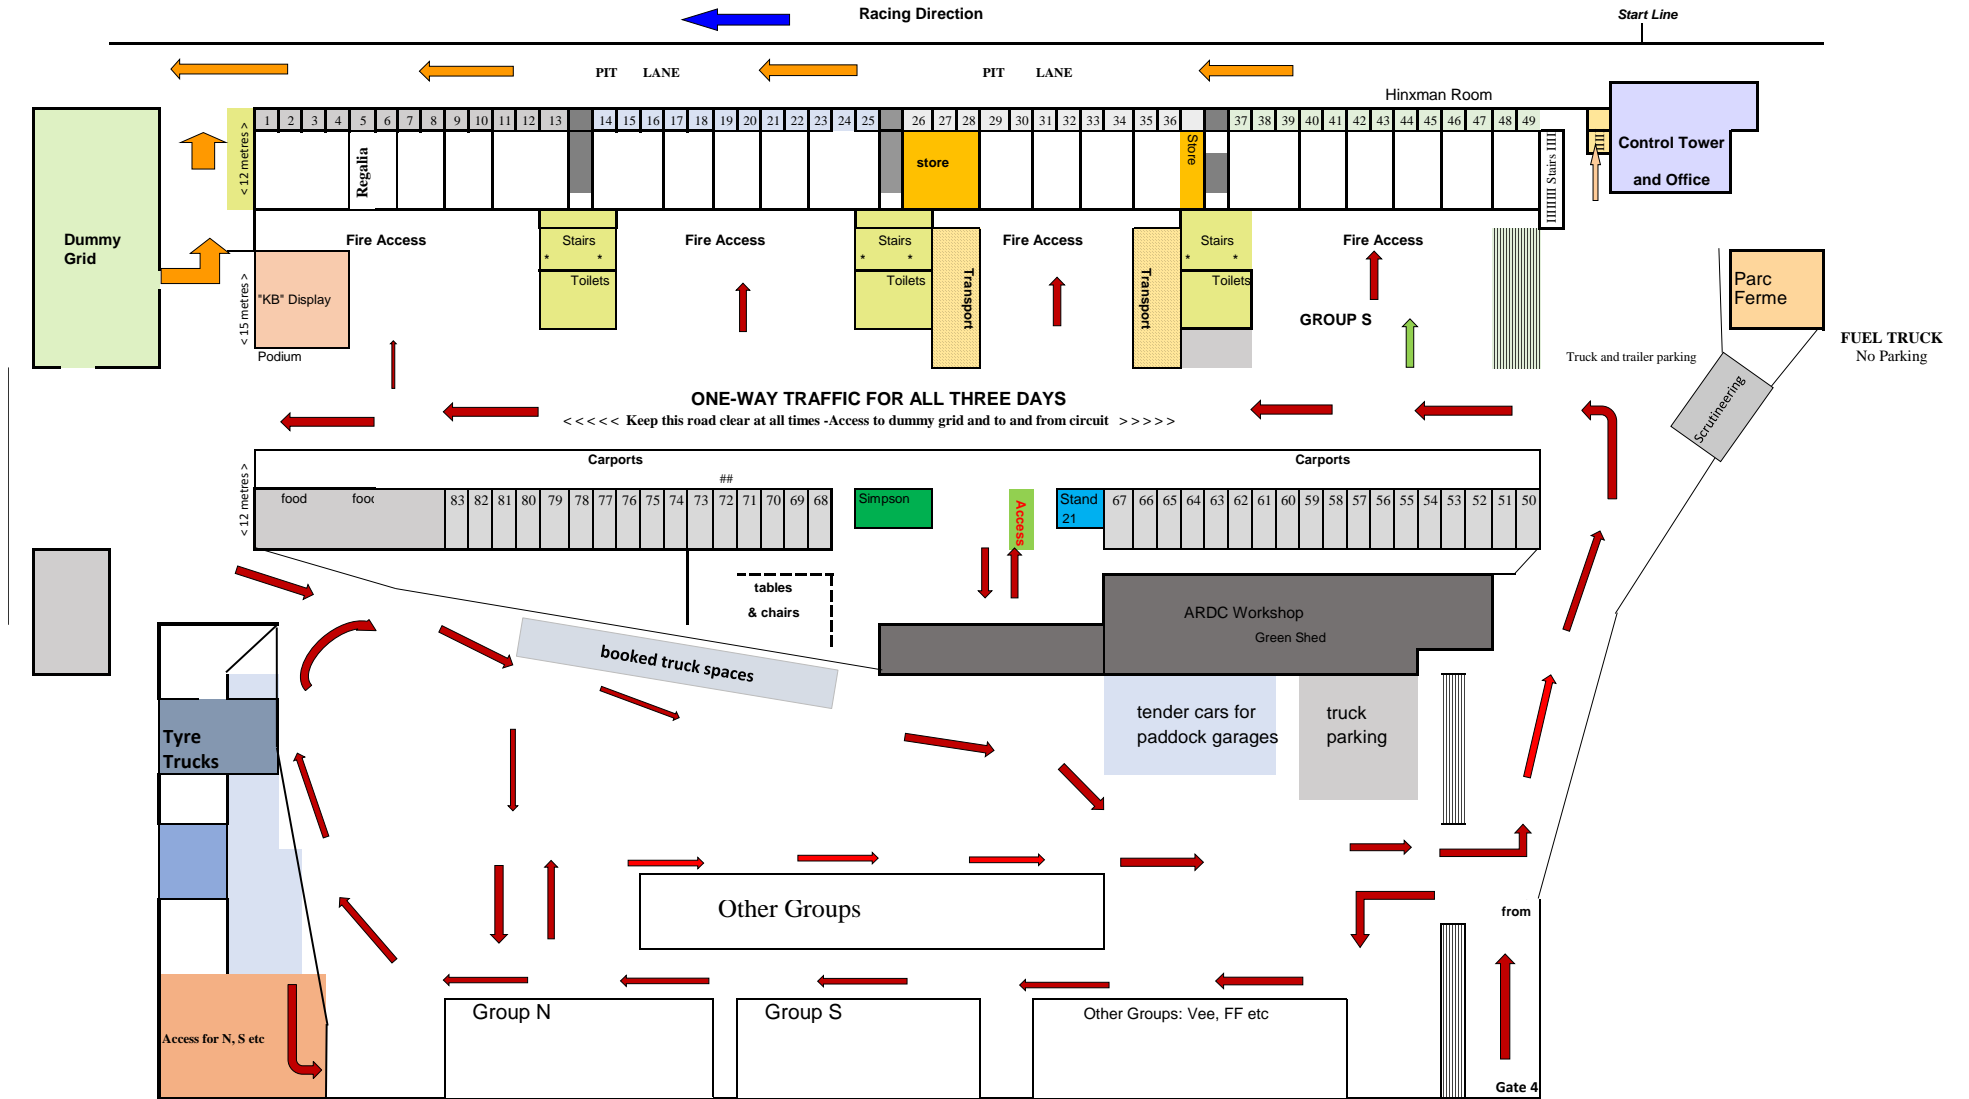 Racing Direction
Start Line
PIT LANE
PIT LANE
Hinxman Room
1 2 3 4 5 6 7 8 9 10 11 12 13 14 15 16 17 18 19 20 21 22 23 24 25 26 27 28 29 30 31 32 33 34 35 36 37 38 39 40 41 42 43 44 45 46 47 48 49
< 12 metres >
Regalia
store
Store
IIIIIIII Stairs IIII
IIII
Control Tower
and Office
Dummy
Grid
Fire Access
Stairs
* *
Toilets
Fire Access
Stairs
* *
Toilets
Transport
Fire Access
Transport
Stairs
* *
Toilets
Fire Access
GROUP S
< 15 metres >
"KB" Display
Podium
Parc
Ferme
FUEL TRUCK
No Parking
Truck and trailer parking
Scrutineering
ONE-WAY TRAFFIC FOR ALL THREE DAYS
< < < < < Keep this road clear at all times -Access to dummy grid and to and from circuit > > > > >
Carports
Carports
##
< 12 metres >
food food
83 82 81 80 79 78 77 76 75 74 73 72 71 70 69 68
Simpson
Access
Stand
21
67 66 65 64 63 62 61 60 59 58 57 56 55 54 53 52 51 50
tables
& chairs
ARDC Workshop
Green Shed
booked truck spaces
tender cars for
paddock garages
truck
parking
Tyre
Trucks
Other Groups
from
Group N
Group S
Other Groups: Vee, FF etc
Access for N, S etc
Gate 4